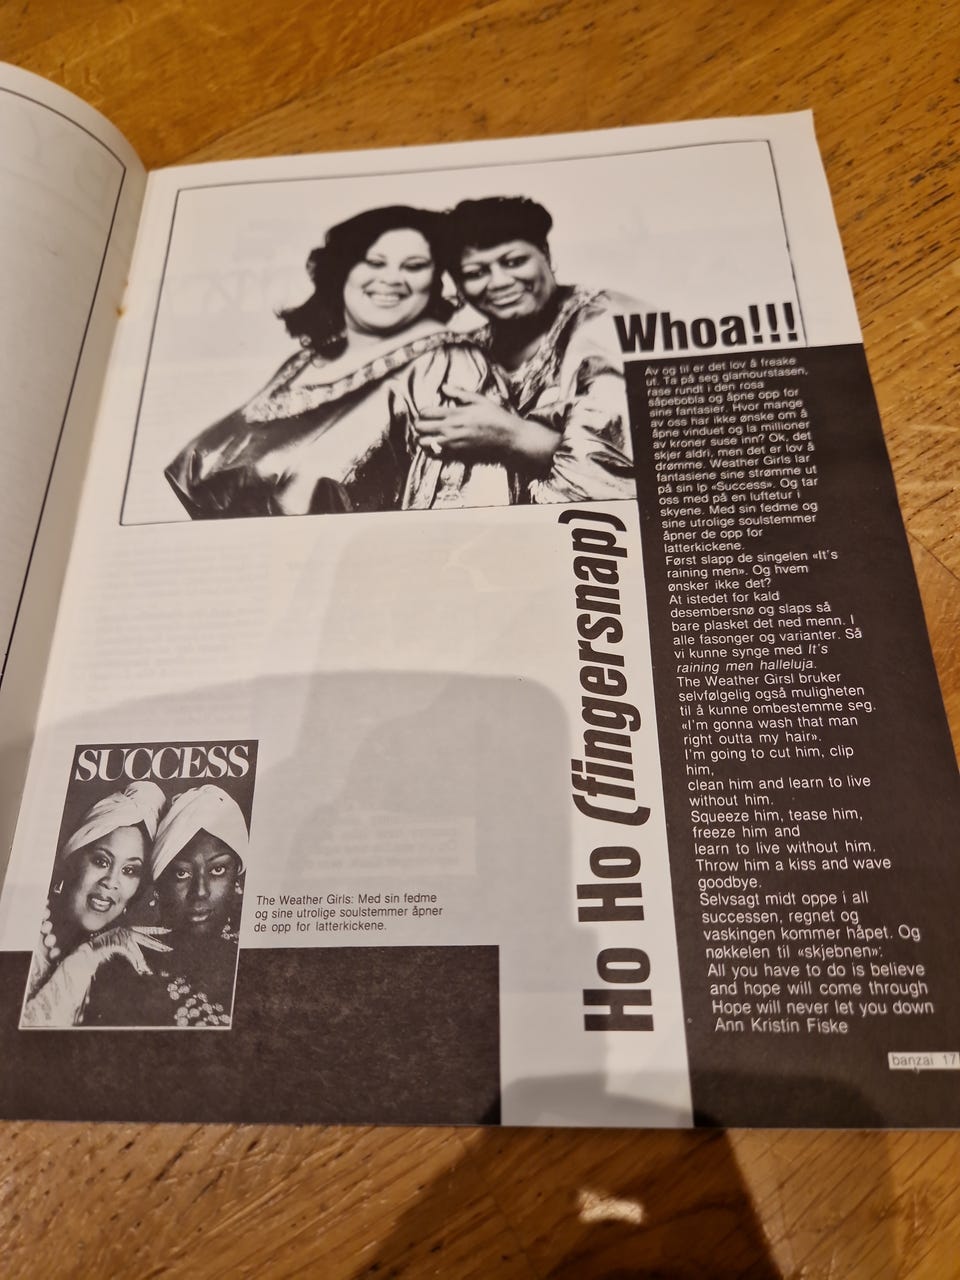 Whoa!!!
Av og til er det lov å freake
ut. Ta på seg glamourstasen,
rase rundt i den rosa
såpebobla og åpne opp for
sine fantasier. Hvor mange
av oss har ikke ønske om å
åpne vinduet og la millioner
av kroner suse inn? Ok, det
skjer aldri, men det er lov å
drømme. Weather Girls lar
fantasiene sine strømme ut
på sin lp «Success». Og tar
oss med på en luftetur i
skyene. Med sin fedme og
sine utrolige soulstemmer
åpner de opp for
latterkickene.
Først slapp de singelen «It's
raining men». Og hvem
ønsker ikke det?
At istedet for kald
desembersnø og slaps så
bare plasket det ned menn. I
alle fasonger og varianter. Så
vi kunne synge med It's
raining men halleluja.
The Weather Girsl bruker
selvfølgelig også muligheten
til å kunne ombestemme seg.
«I'm gonna wash that man
right outta my hair».
I'm going to cut him, clip
him,
clean him and learn to live
without him.
Squeeze him, tease him,
freeze him and
learn to live without him.
Throw him a kiss and wave
goodbye.
Selvsagt midt oppe i all
successen, regnet og
vaskingen kommer håpet. Og
nøkkelen til «skjebnen»:
All you have to do is believe
and hope will come through
Hope will never let you down
Ann Kristin Fiske
Ho Ho (fingersnap)
SUCCESS
The Weather Girls: Med sin fedme
og sine utrolige soulstemmer åpner
de opp for latterkickene.
banzai 17